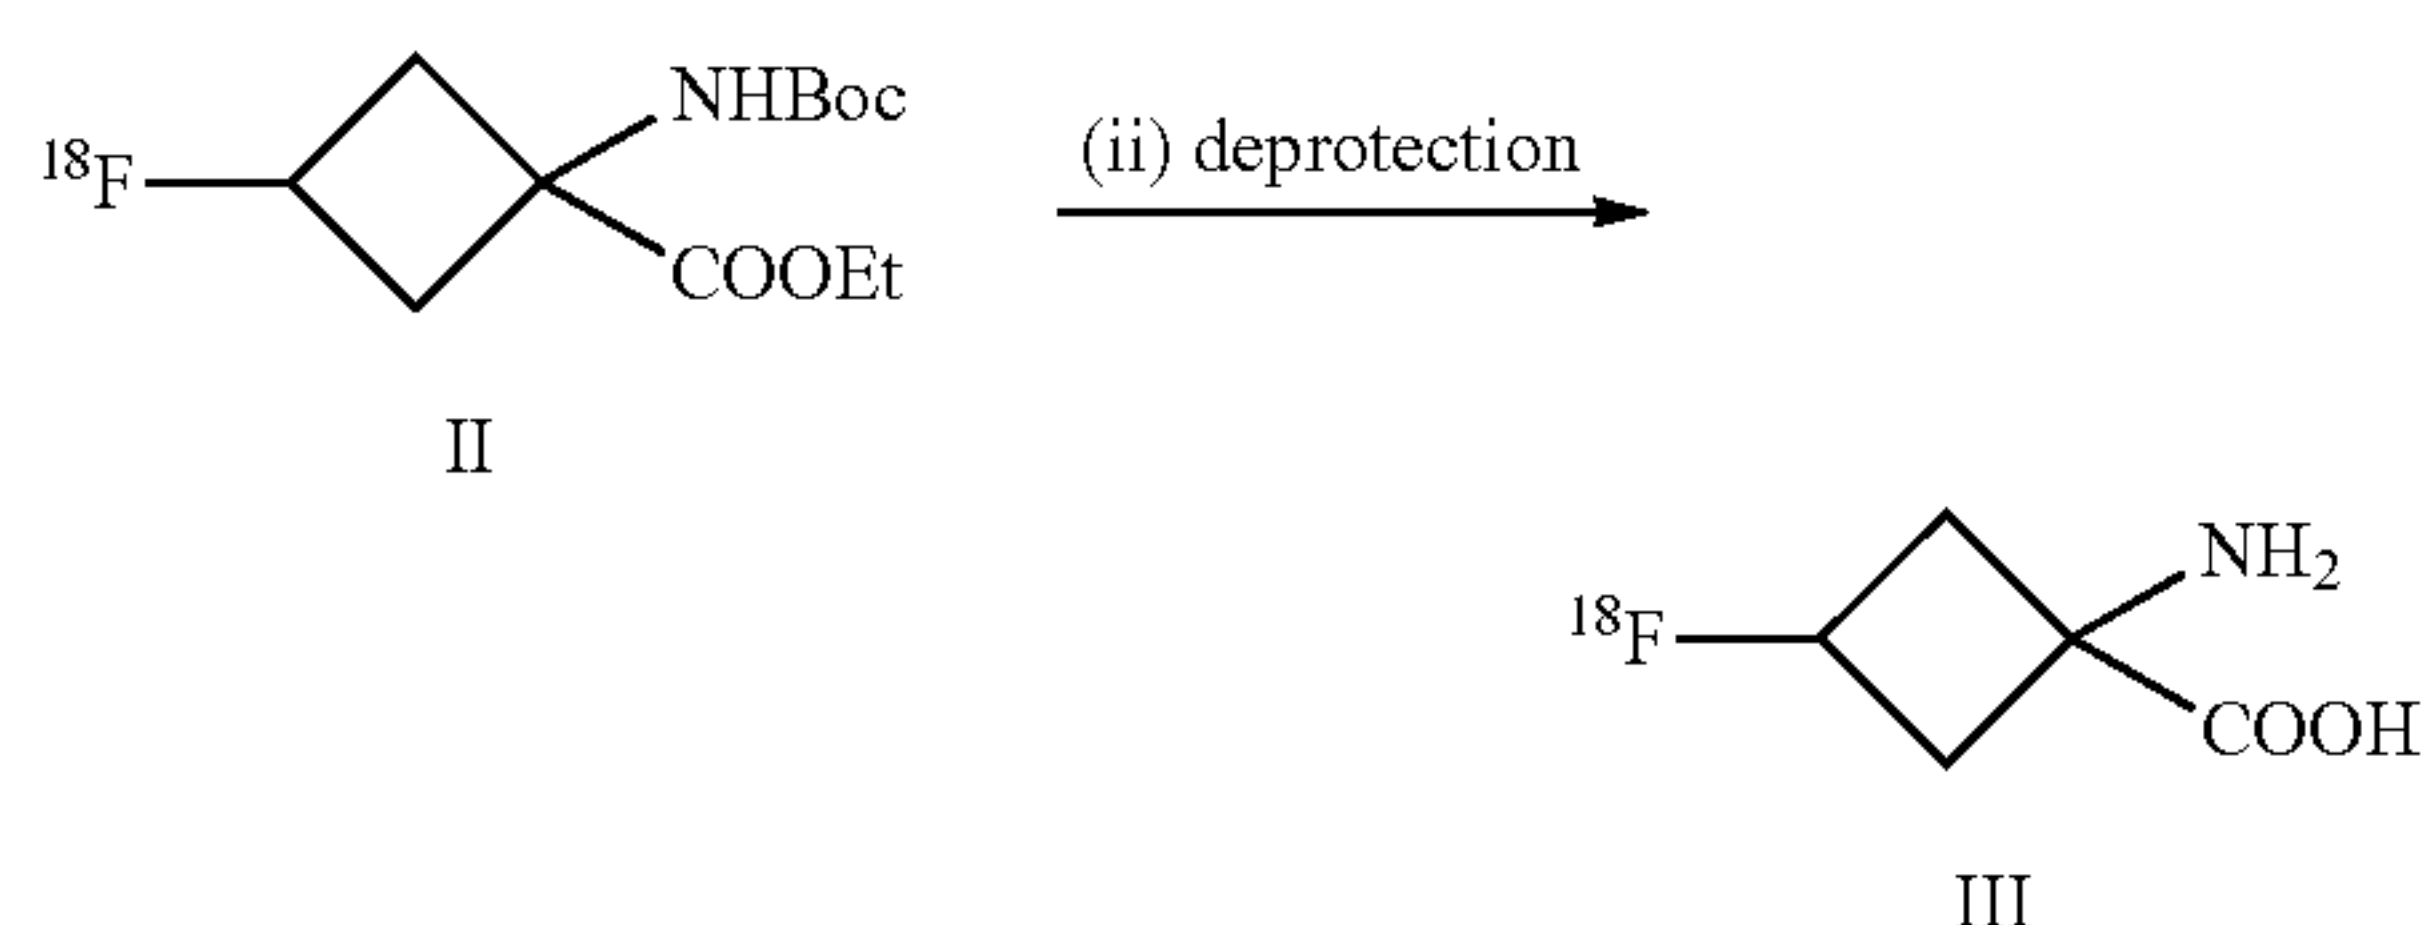 NHBoc
(ii) deprotection
¹⁸F
COOEt
II
NH₂
¹⁸F
COOH
III